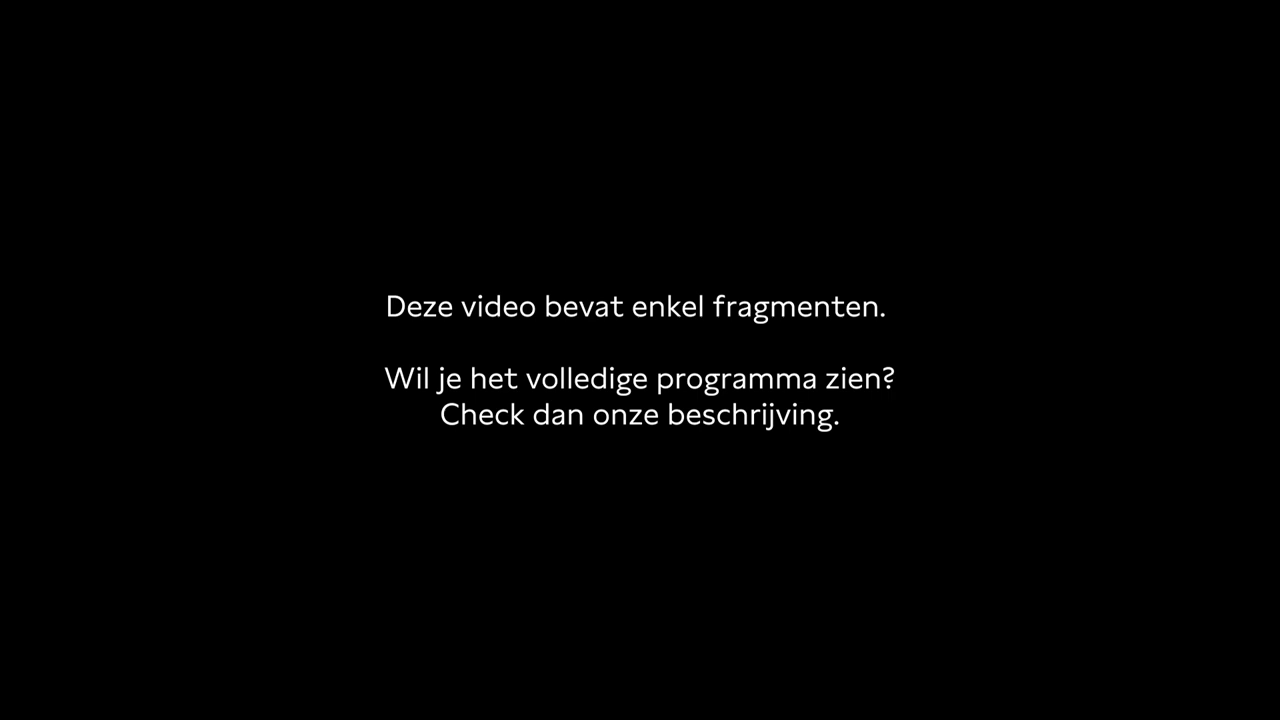 Deze video bevat enkel fragmenten.
Wil je het volledige programma zien?
Check dan onze beschrijving.